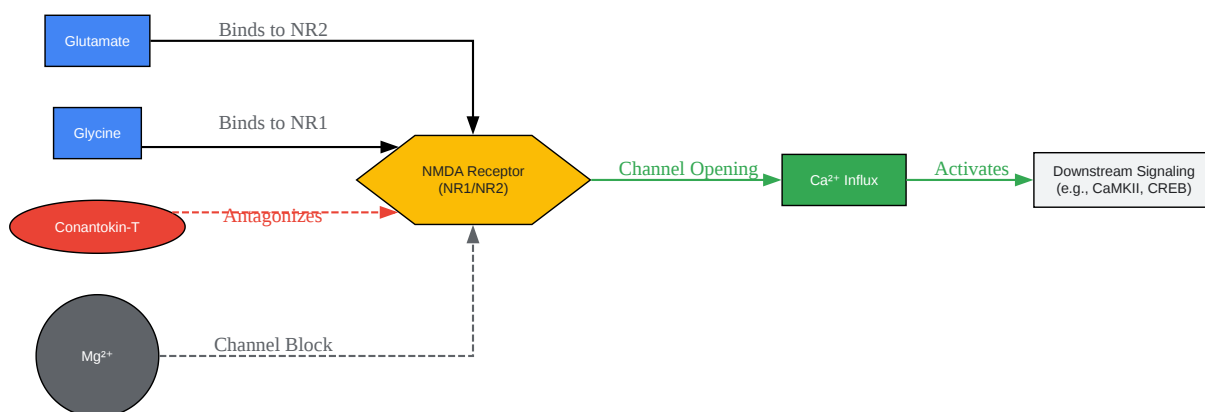 Glutamate
Binds to NR2
Glycine
Binds to NR1
NMDA Receptor
(NR1/NR2)
Channel Opening
Ca²⁺ Influx
Activates
Downstream Signaling
(e.g., CaMKII, CREB)
Conantokin-T
Antagonizes
Mg²⁺
Channel Block